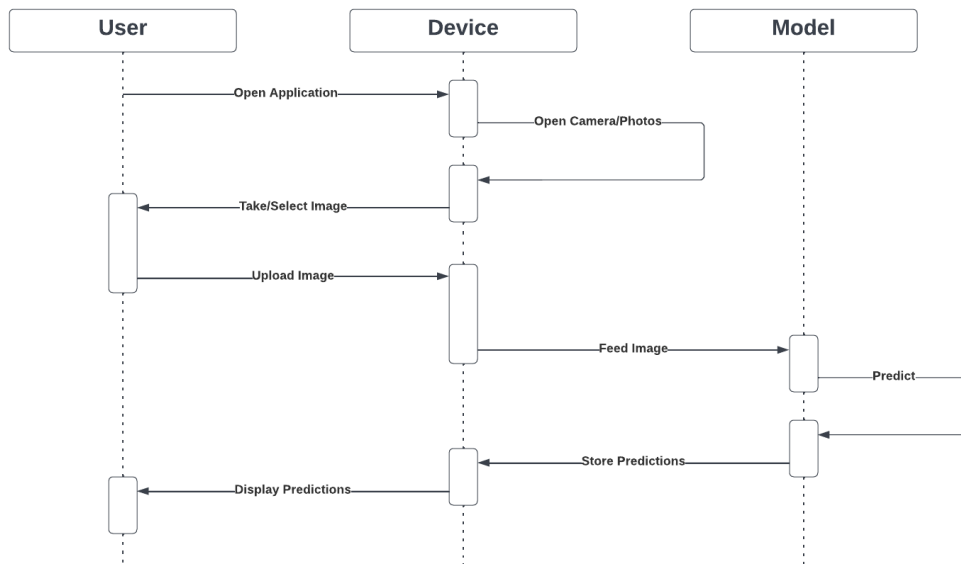 User
Device
Model
Open Application
Open Camera/Photos
Take/Select Image
Upload Image
Feed Image
Predict
Store Predictions
Display Predictions